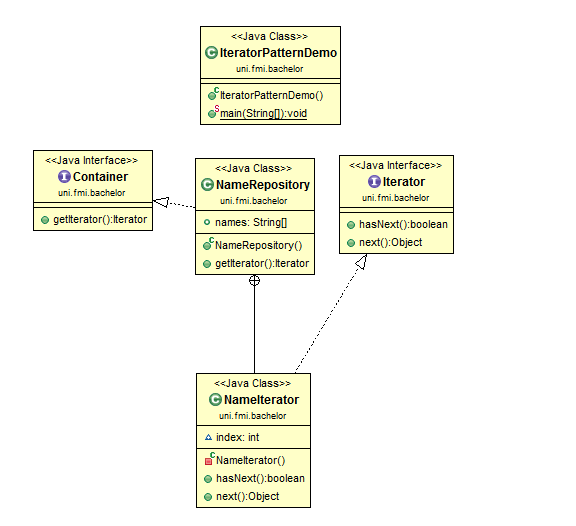 <<Java Class>>
IteratorPatternDemo
uni.fmi.bachelor
IteratorPatternDemo()
main(String[]):void
<<Java Interface>>
Container
uni.fmi.bachelor
getIterator():Iterator
<<Java Class>>
NameRepository
uni.fmi.bachelor
names: String[]
NameRepository()
getIterator():Iterator
<<Java Interface>>
Iterator
uni.fmi.bachelor
hasNext():boolean
next():Object
<<Java Class>>
NameIterator
uni.fmi.bachelor
index: int
NameIterator()
hasNext():boolean
next():Object